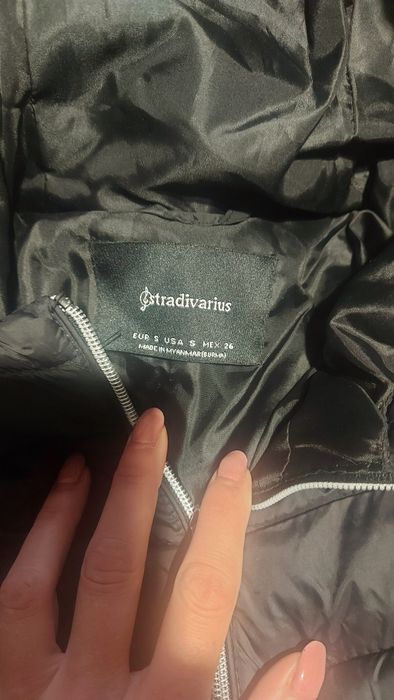 stradivarius
EUR S USA S MEX 26
MADE IN MYANMAR (BURMA)